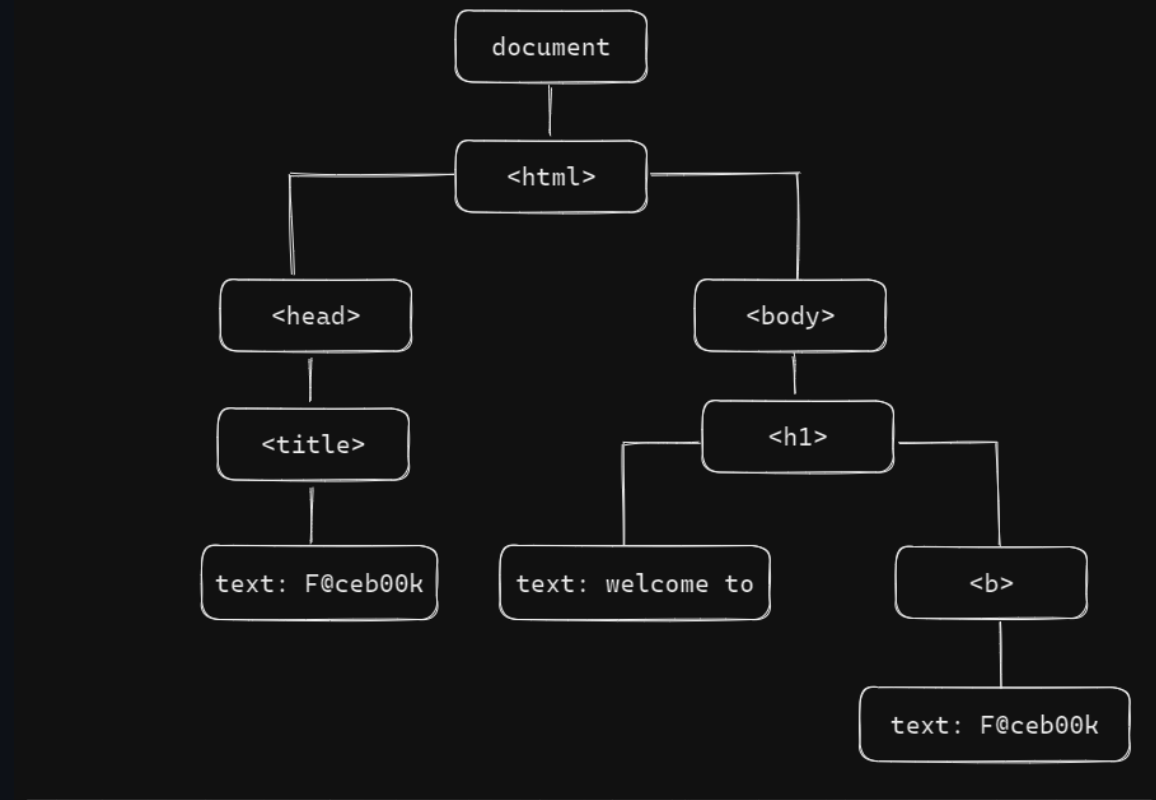 document
<html>
<head>
<body>
<title>
<h1>
text: F@ceb00k
text: welcome to
<b>
text: F@ceb00k